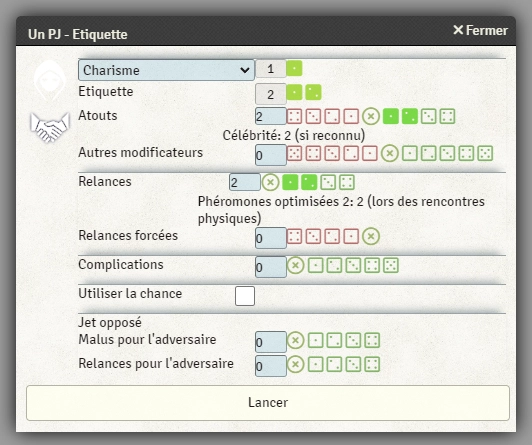 Un PJ - Etiquette
✕ Fermer
Charisme 1
Etiquette 2
Atouts 2
Célébrité: 2 (si reconnu)
Autres modificateurs 0
Relances 2
Phéromones optimisées 2: 2 (lors des rencontres
physiques)
Relances forcées 0
Complications 0
Utiliser la chance
Jet opposé
Malus pour l'adversaire 0
Relances pour l'adversaire 0
Lancer